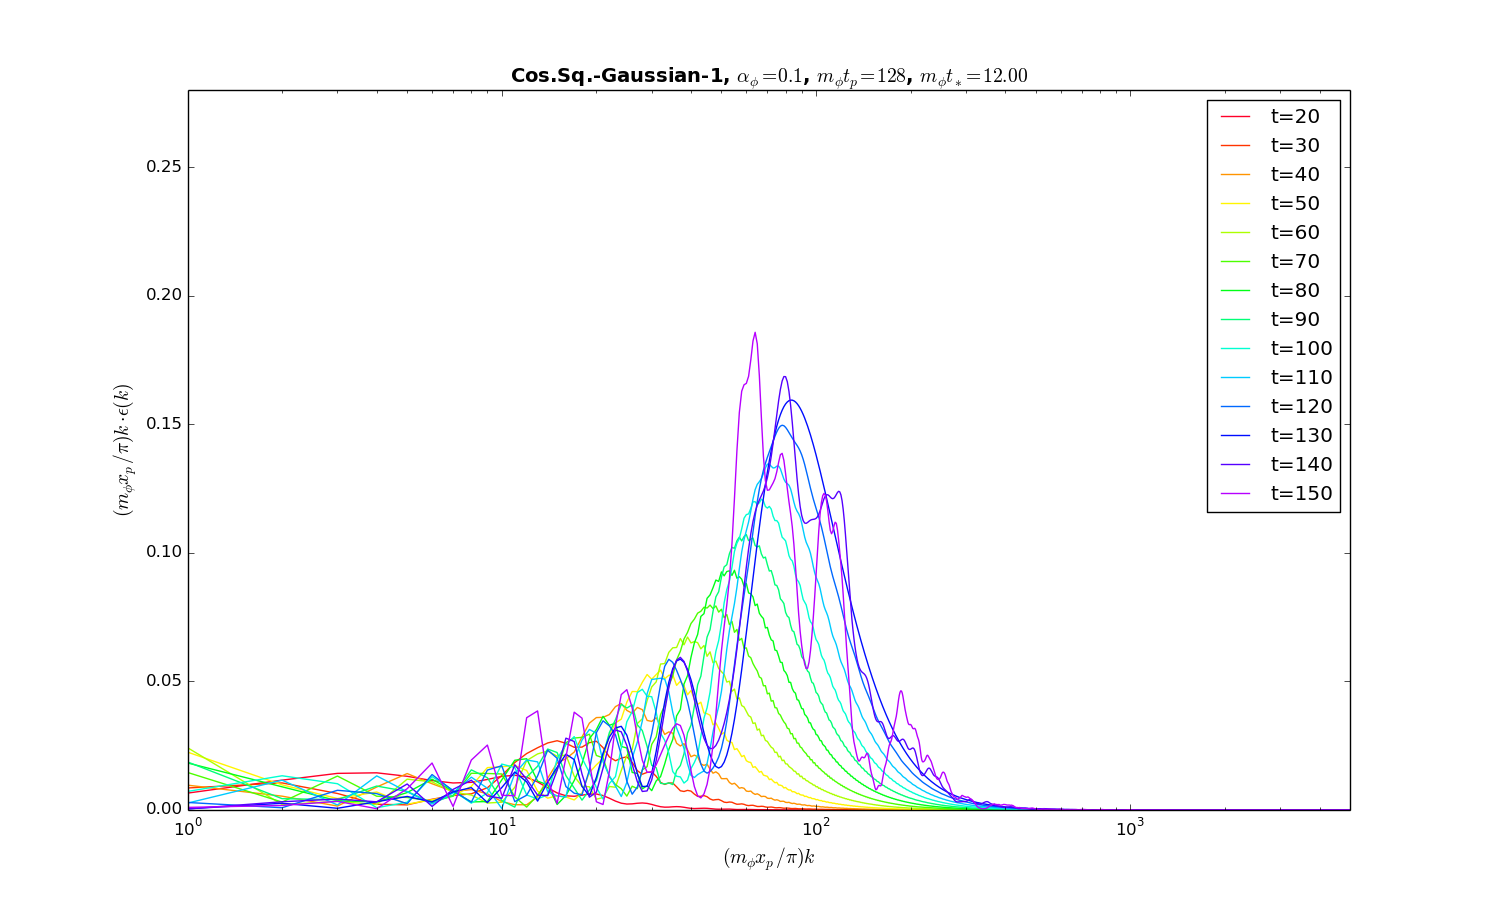 Cos.Sq.-Gaussian-1, α_ϕ=0.1, m_ϕt_p=128, m_ϕt_*=12.00
t=20
t=30
t=40
t=50
t=60
t=70
t=80
t=90
t=100
t=110
t=120
t=130
t=140
t=150
0.25
0.20
0.15
0.10
0.05
0.00
(m_ϕx_p/π)k·ϵ(k)
10^0
10^1
10^2
10^3
(m_ϕx_p/π)k